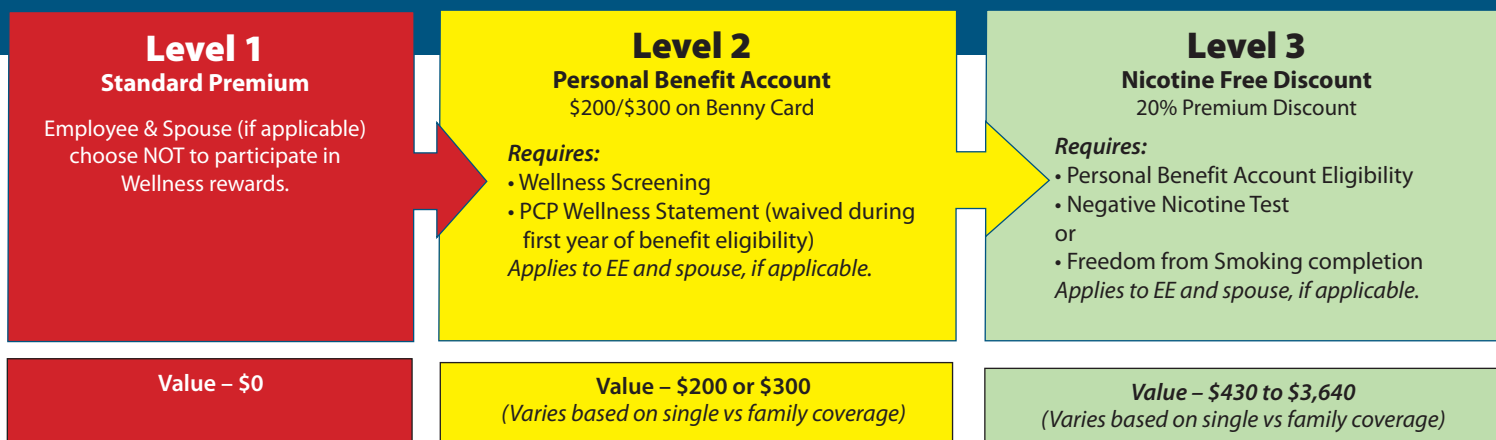 Level 1
Standard Premium
Employee & Spouse (if applicable)
choose NOT to participate in
Wellness rewards.
Value – $0
Level 2
Personal Benefit Account
$200/$300 on Benny Card
Requires:
• Wellness Screening
• PCP Wellness Statement (waived during
first year of benefit eligibility)
Applies to EE and spouse, if applicable.
Value – $200 or $300
(Varies based on single vs family coverage)
Level 3
Nicotine Free Discount
20% Premium Discount
Requires:
• Personal Benefit Account Eligibility
• Negative Nicotine Test
or
• Freedom from Smoking completion
Applies to EE and spouse, if applicable.
Value – $430 to $3,640
(Varies based on single vs family coverage)